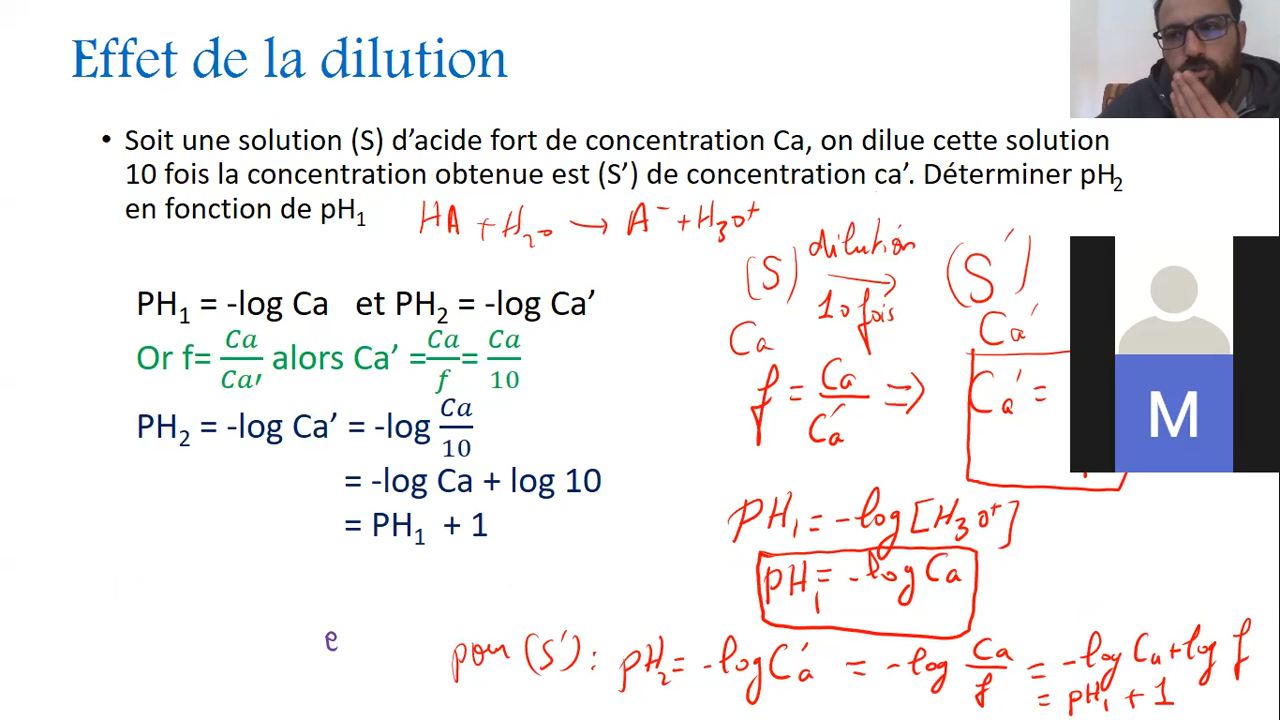 Effet de la dilution
• Soit une solution (S) d’acide fort de concentration Ca, on dilue cette solution
10 fois la concentration obtenue est (S’) de concentration ca’. Déterminer pH₂
en fonction de pH₁
HA + H₂O → A⁻ + H₃O⁺
PH₁ = -log Ca et PH₂ = -log Ca’
Or f= Ca/Ca′ alors Ca’ = Ca/f = Ca/10
PH₂ = -log Ca’ = -log Ca/10
= -log Ca + log 10
= PH₁ + 1
(S) dilution → (S′)
10 fois
Ca Ca′
f = Ca/Ca′ ⇒ Ca′ =
PH₁ = -log [H₃O⁺]
pH₁ = -log Ca
e
pour (S′) : pH₂ = -log Ca′ = -log Ca/f = -log Ca + log f
= pH₁ + 1
M